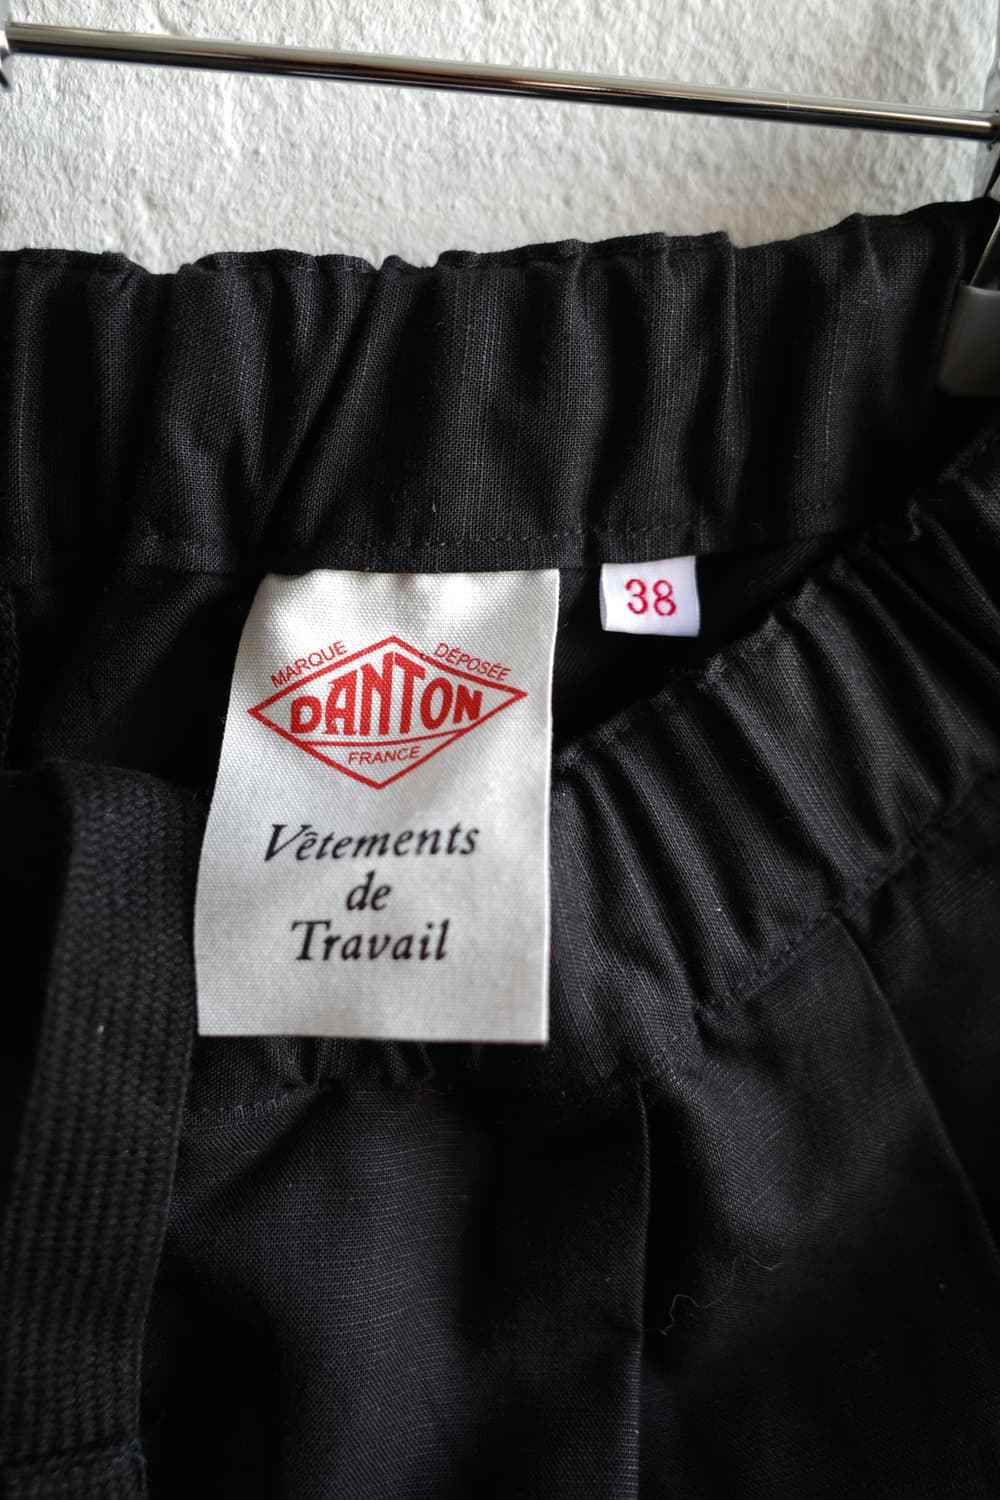 38
MARQUE DÉPOSÉE
DANTON
FRANCE
Vêtements
de
Travail